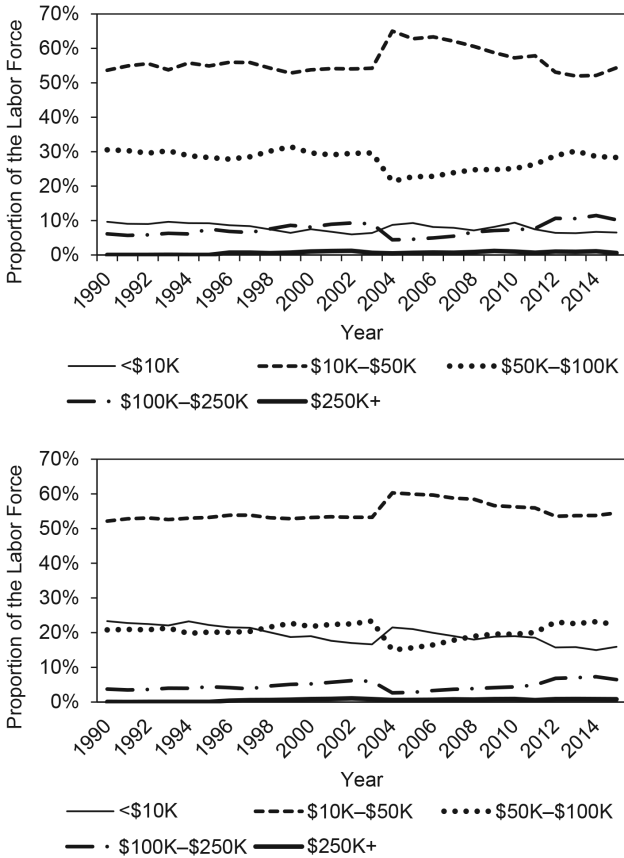 70%
60%
50%
40%
30%
20%
10%
0%
Proportion of the Labor Force
1990 1992 1994 1996 1998 2000 2002 2004 2006 2008 2010 2012 2014
Year
<$10K $10K–$50K $50K–$100K
$100K–$250K $250K+
70%
60%
50%
40%
30%
20%
10%
0%
Proportion of the Labor Force
1990 1992 1994 1996 1998 2000 2002 2004 2006 2008 2010 2012 2014
Year
<$10K $10K–$50K $50K–$100K
$100K–$250K $250K+